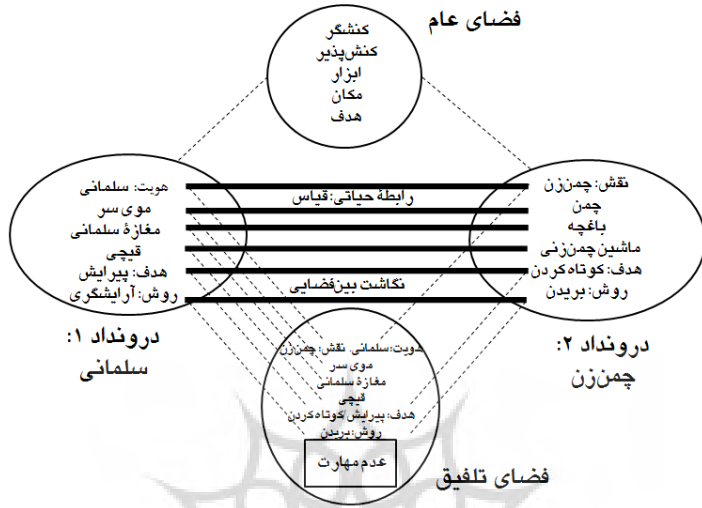 فضای عام
کنشگر
کنش‌پذیر
ابزار
مکان
هدف
نقش: چمن‌زن
چمن
باغچه
ماشین چمن‌زنی
هدف: کوتاه کردن
روش: بریدن
رابطهٔ حیاتی: قیاس
نگاشت بین‌فضایی
هویت: سلمانی
موی سر
مغازهٔ سلمانی
قیچی
هدف: پیرایش
روش: آرایشگری
درونداد ۲:
چمن‌زن
درونداد ۱:
سلمانی
هویت: سلمانی، نقش: چمن‌زن
موی سر
مغازهٔ سلمانی
قیچی
هدف: پیرایش/کوتاه کردن
روش: بریدن
عدم مهارت
فضای تلفیق